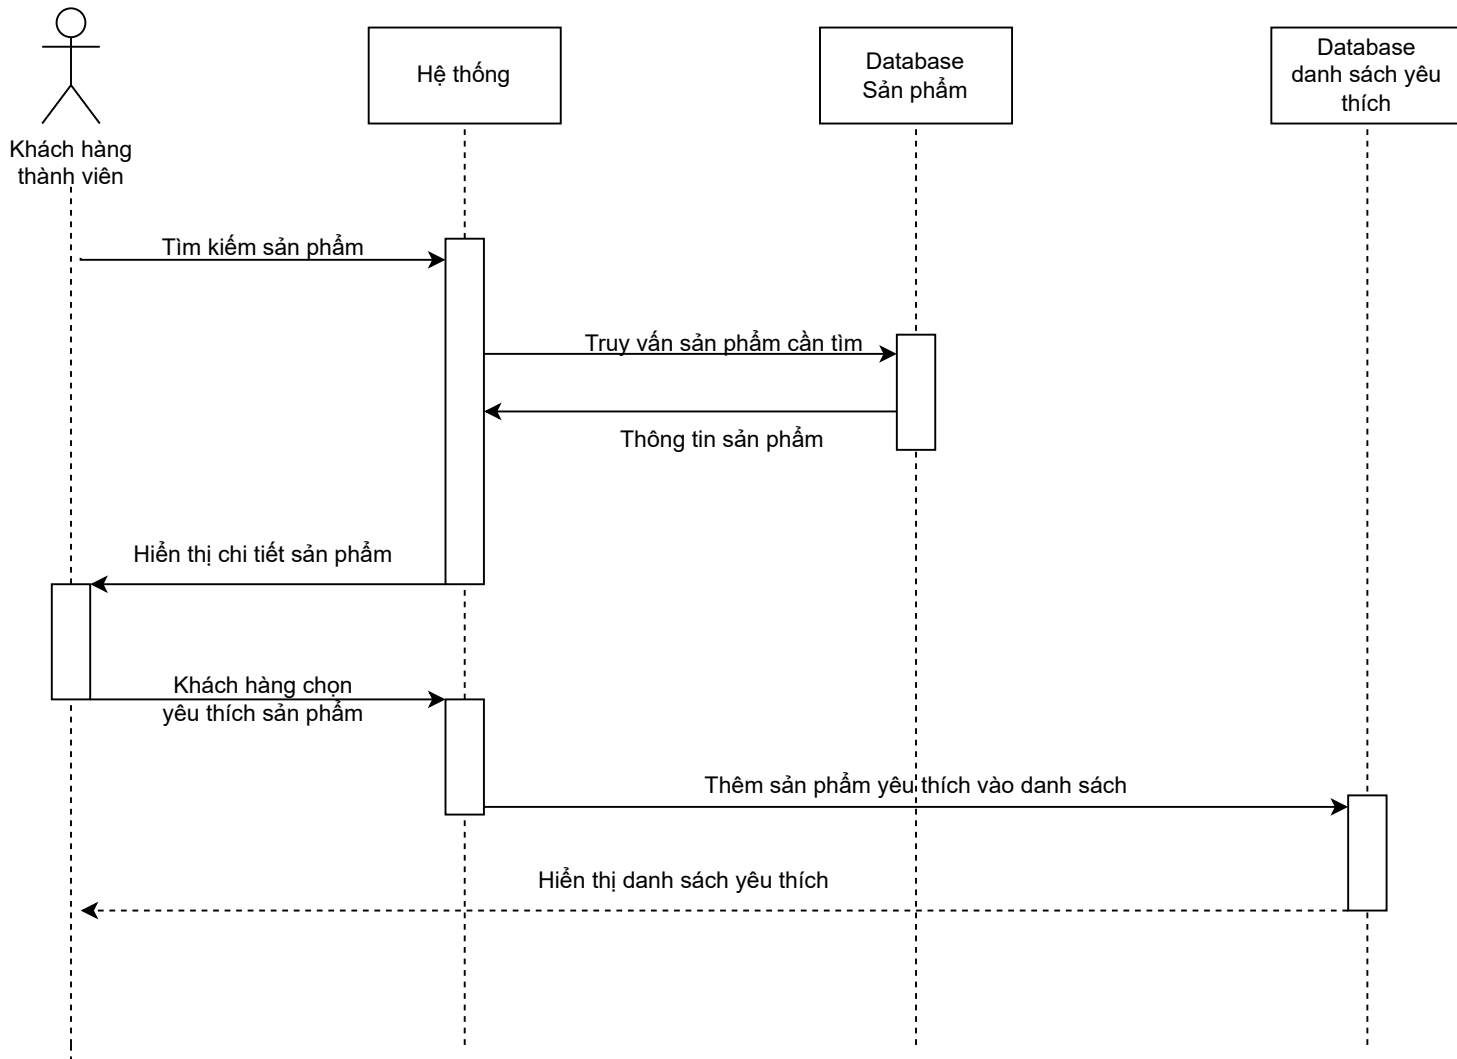 Khách hàng
thành viên
Hệ thống
Database
Sản phẩm
Database
danh sách yêu
thích
Tìm kiếm sản phẩm
Truy vấn sản phẩm cần tìm
Thông tin sản phẩm
Hiển thị chi tiết sản phẩm
Khách hàng chọn
yêu thích sản phẩm
Thêm sản phẩm yêu thích vào danh sách
Hiển thị danh sách yêu thích